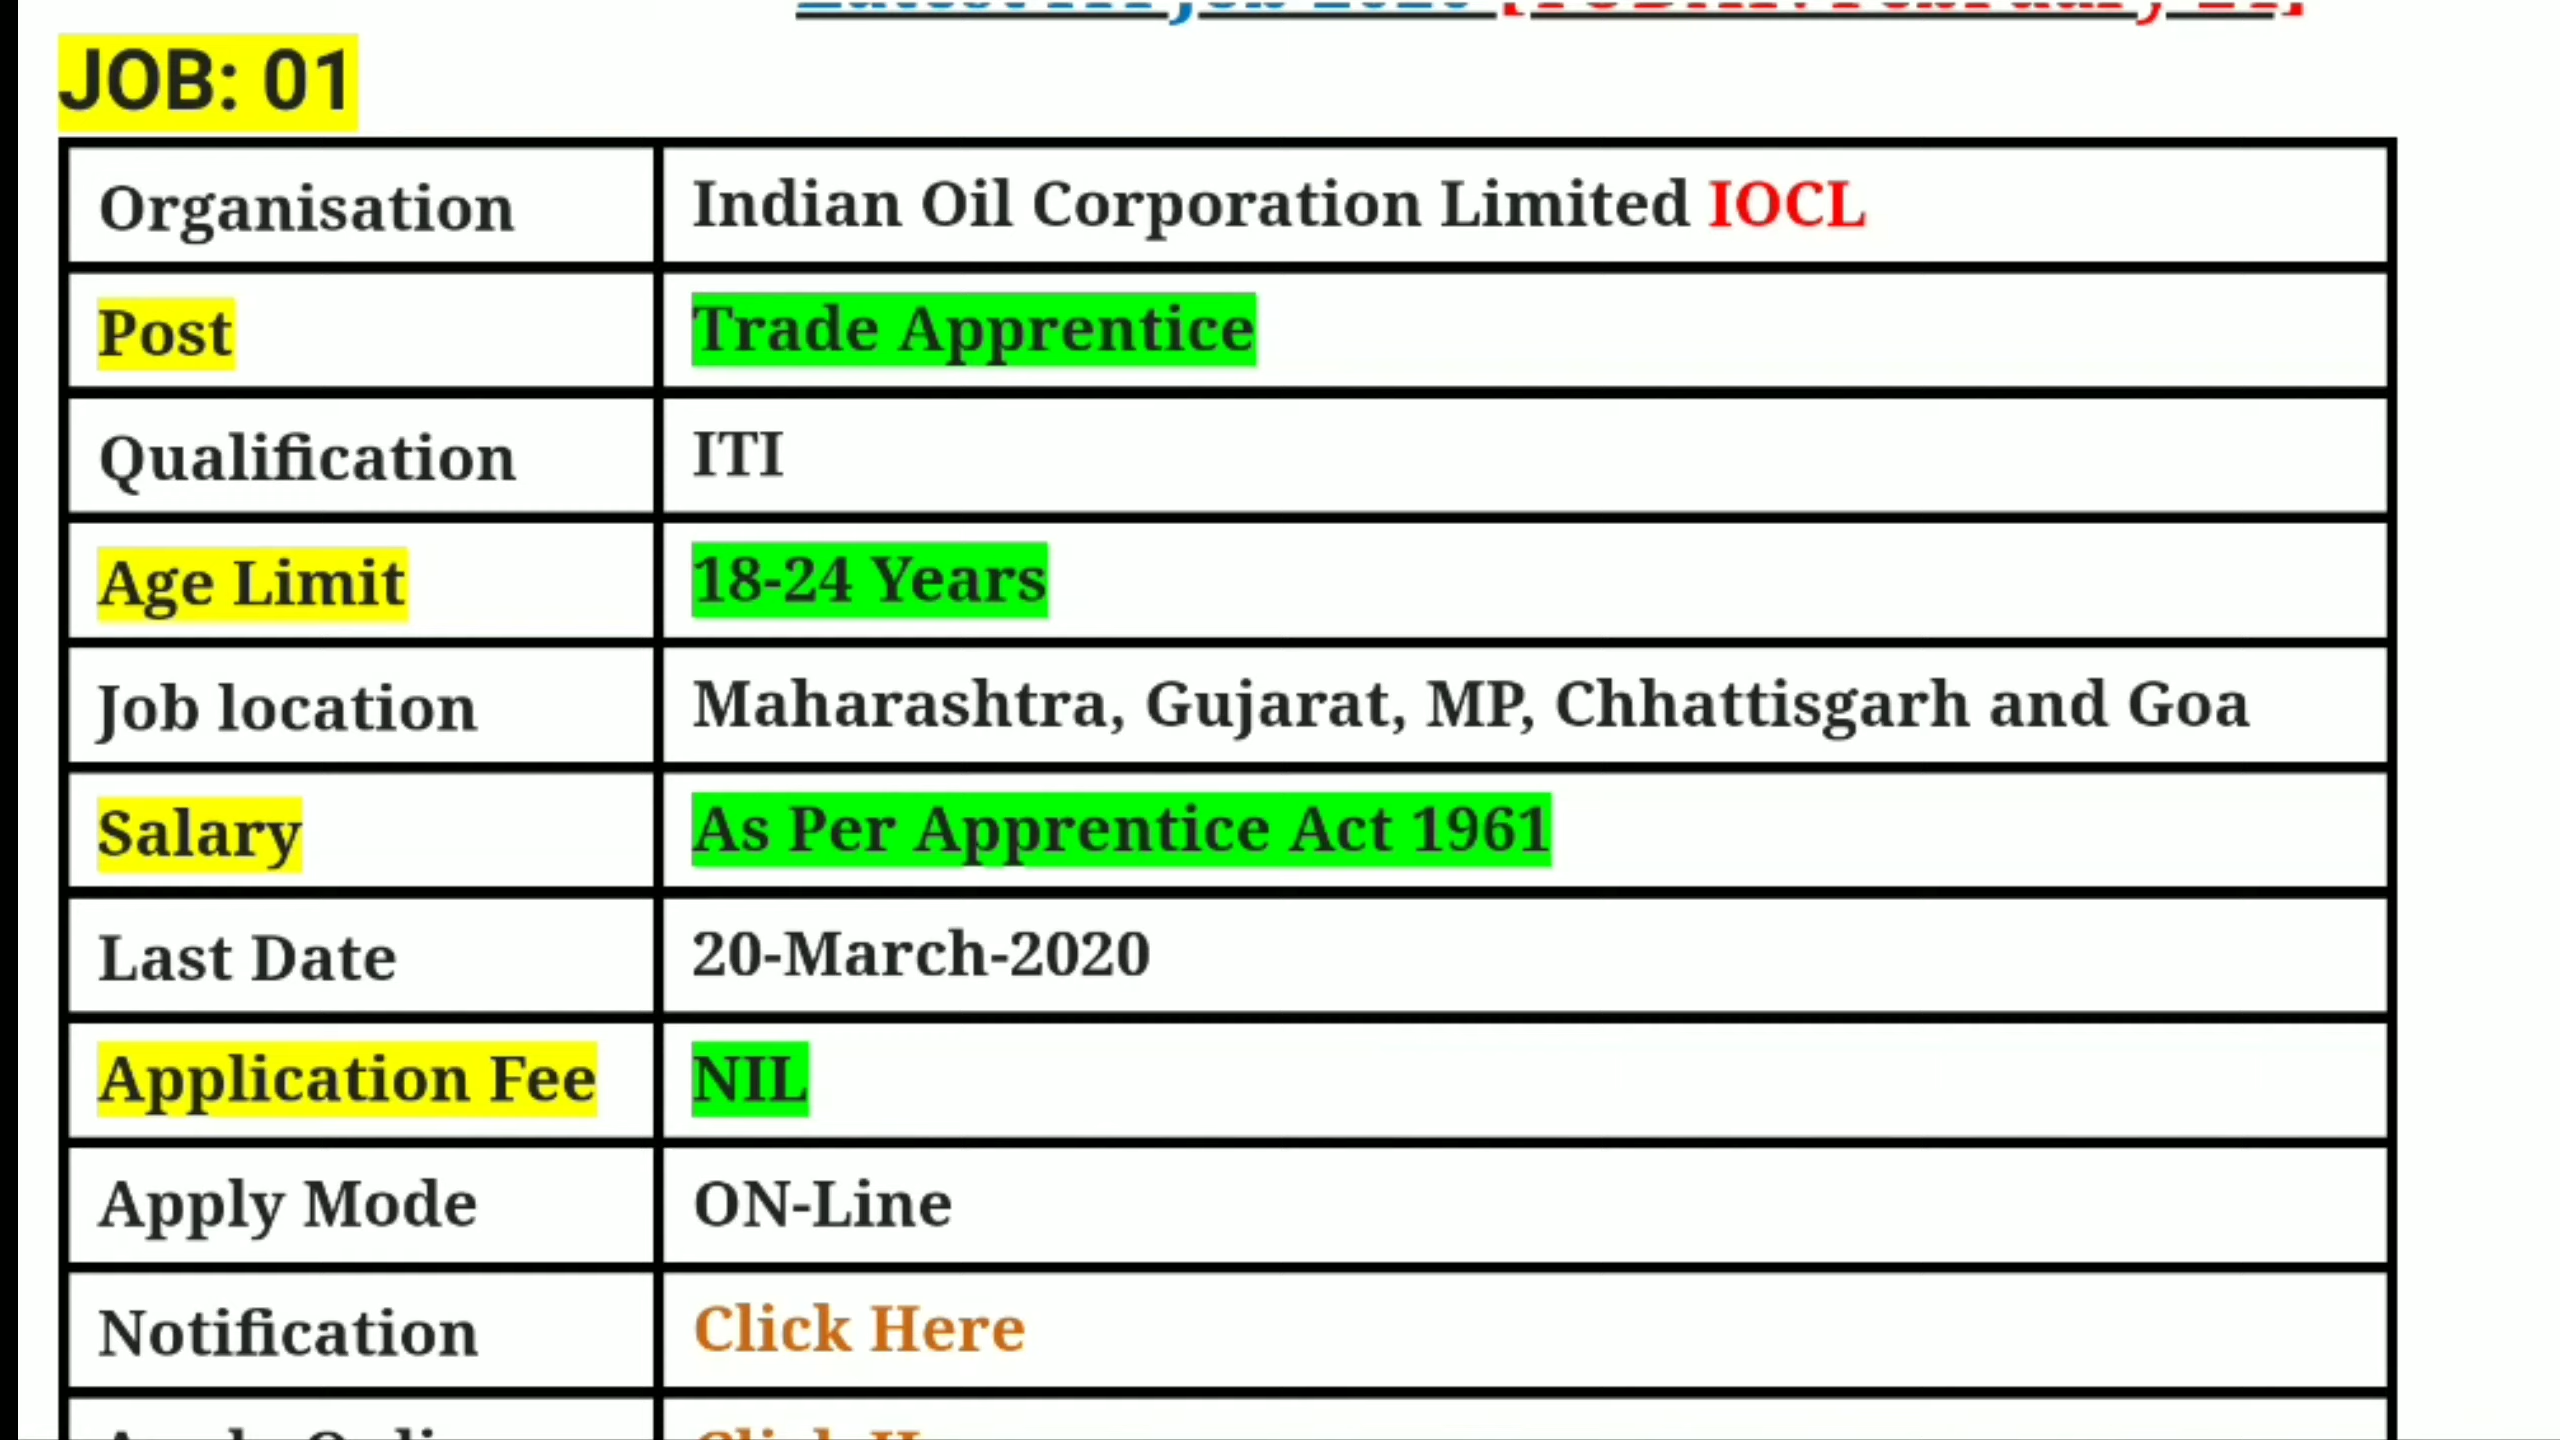 JOB: 01
Organisation Indian Oil Corporation Limited IOCL
Post Trade Apprentice
Qualification ITI
Age Limit 18-24 Years
Job location Maharashtra, Gujarat, MP, Chhattisgarh and Goa
Salary As Per Apprentice Act 1961
Last Date 20-March-2020
Application Fee NIL
Apply Mode ON-Line
Notification Click Here